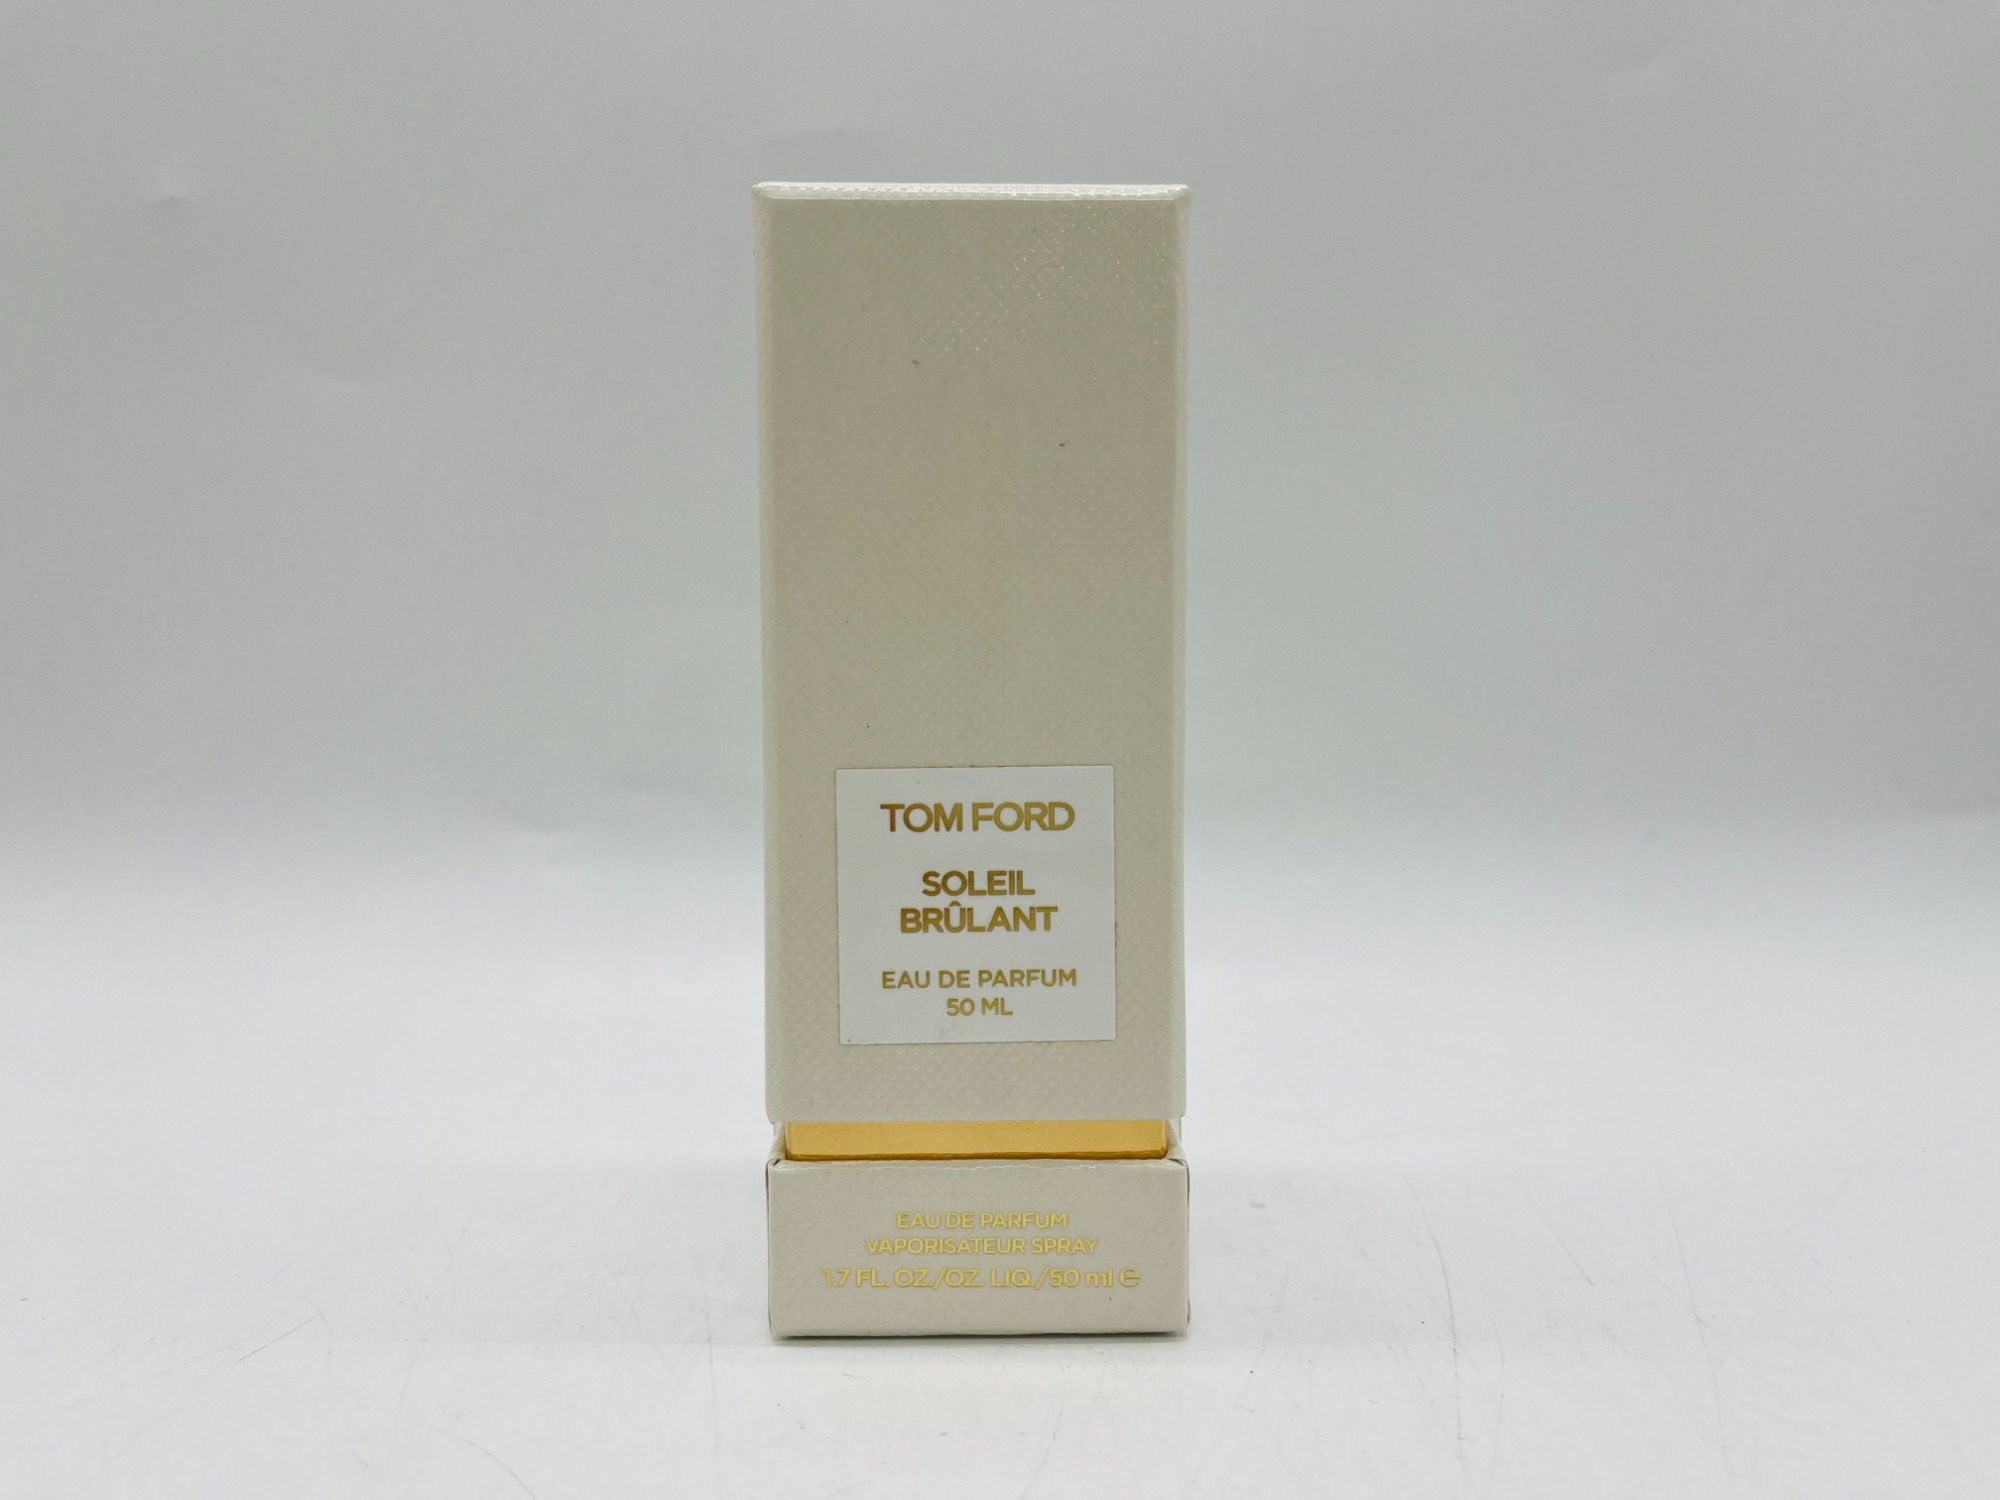 TOM FORD
SOLEIL
BRÛLANT
EAU DE PARFUM
50 ML
EAU DE PARFUM
VAPORISATEUR SPRAY
1.7 FL. OZ./OZ. LIQ./50 ml ℮